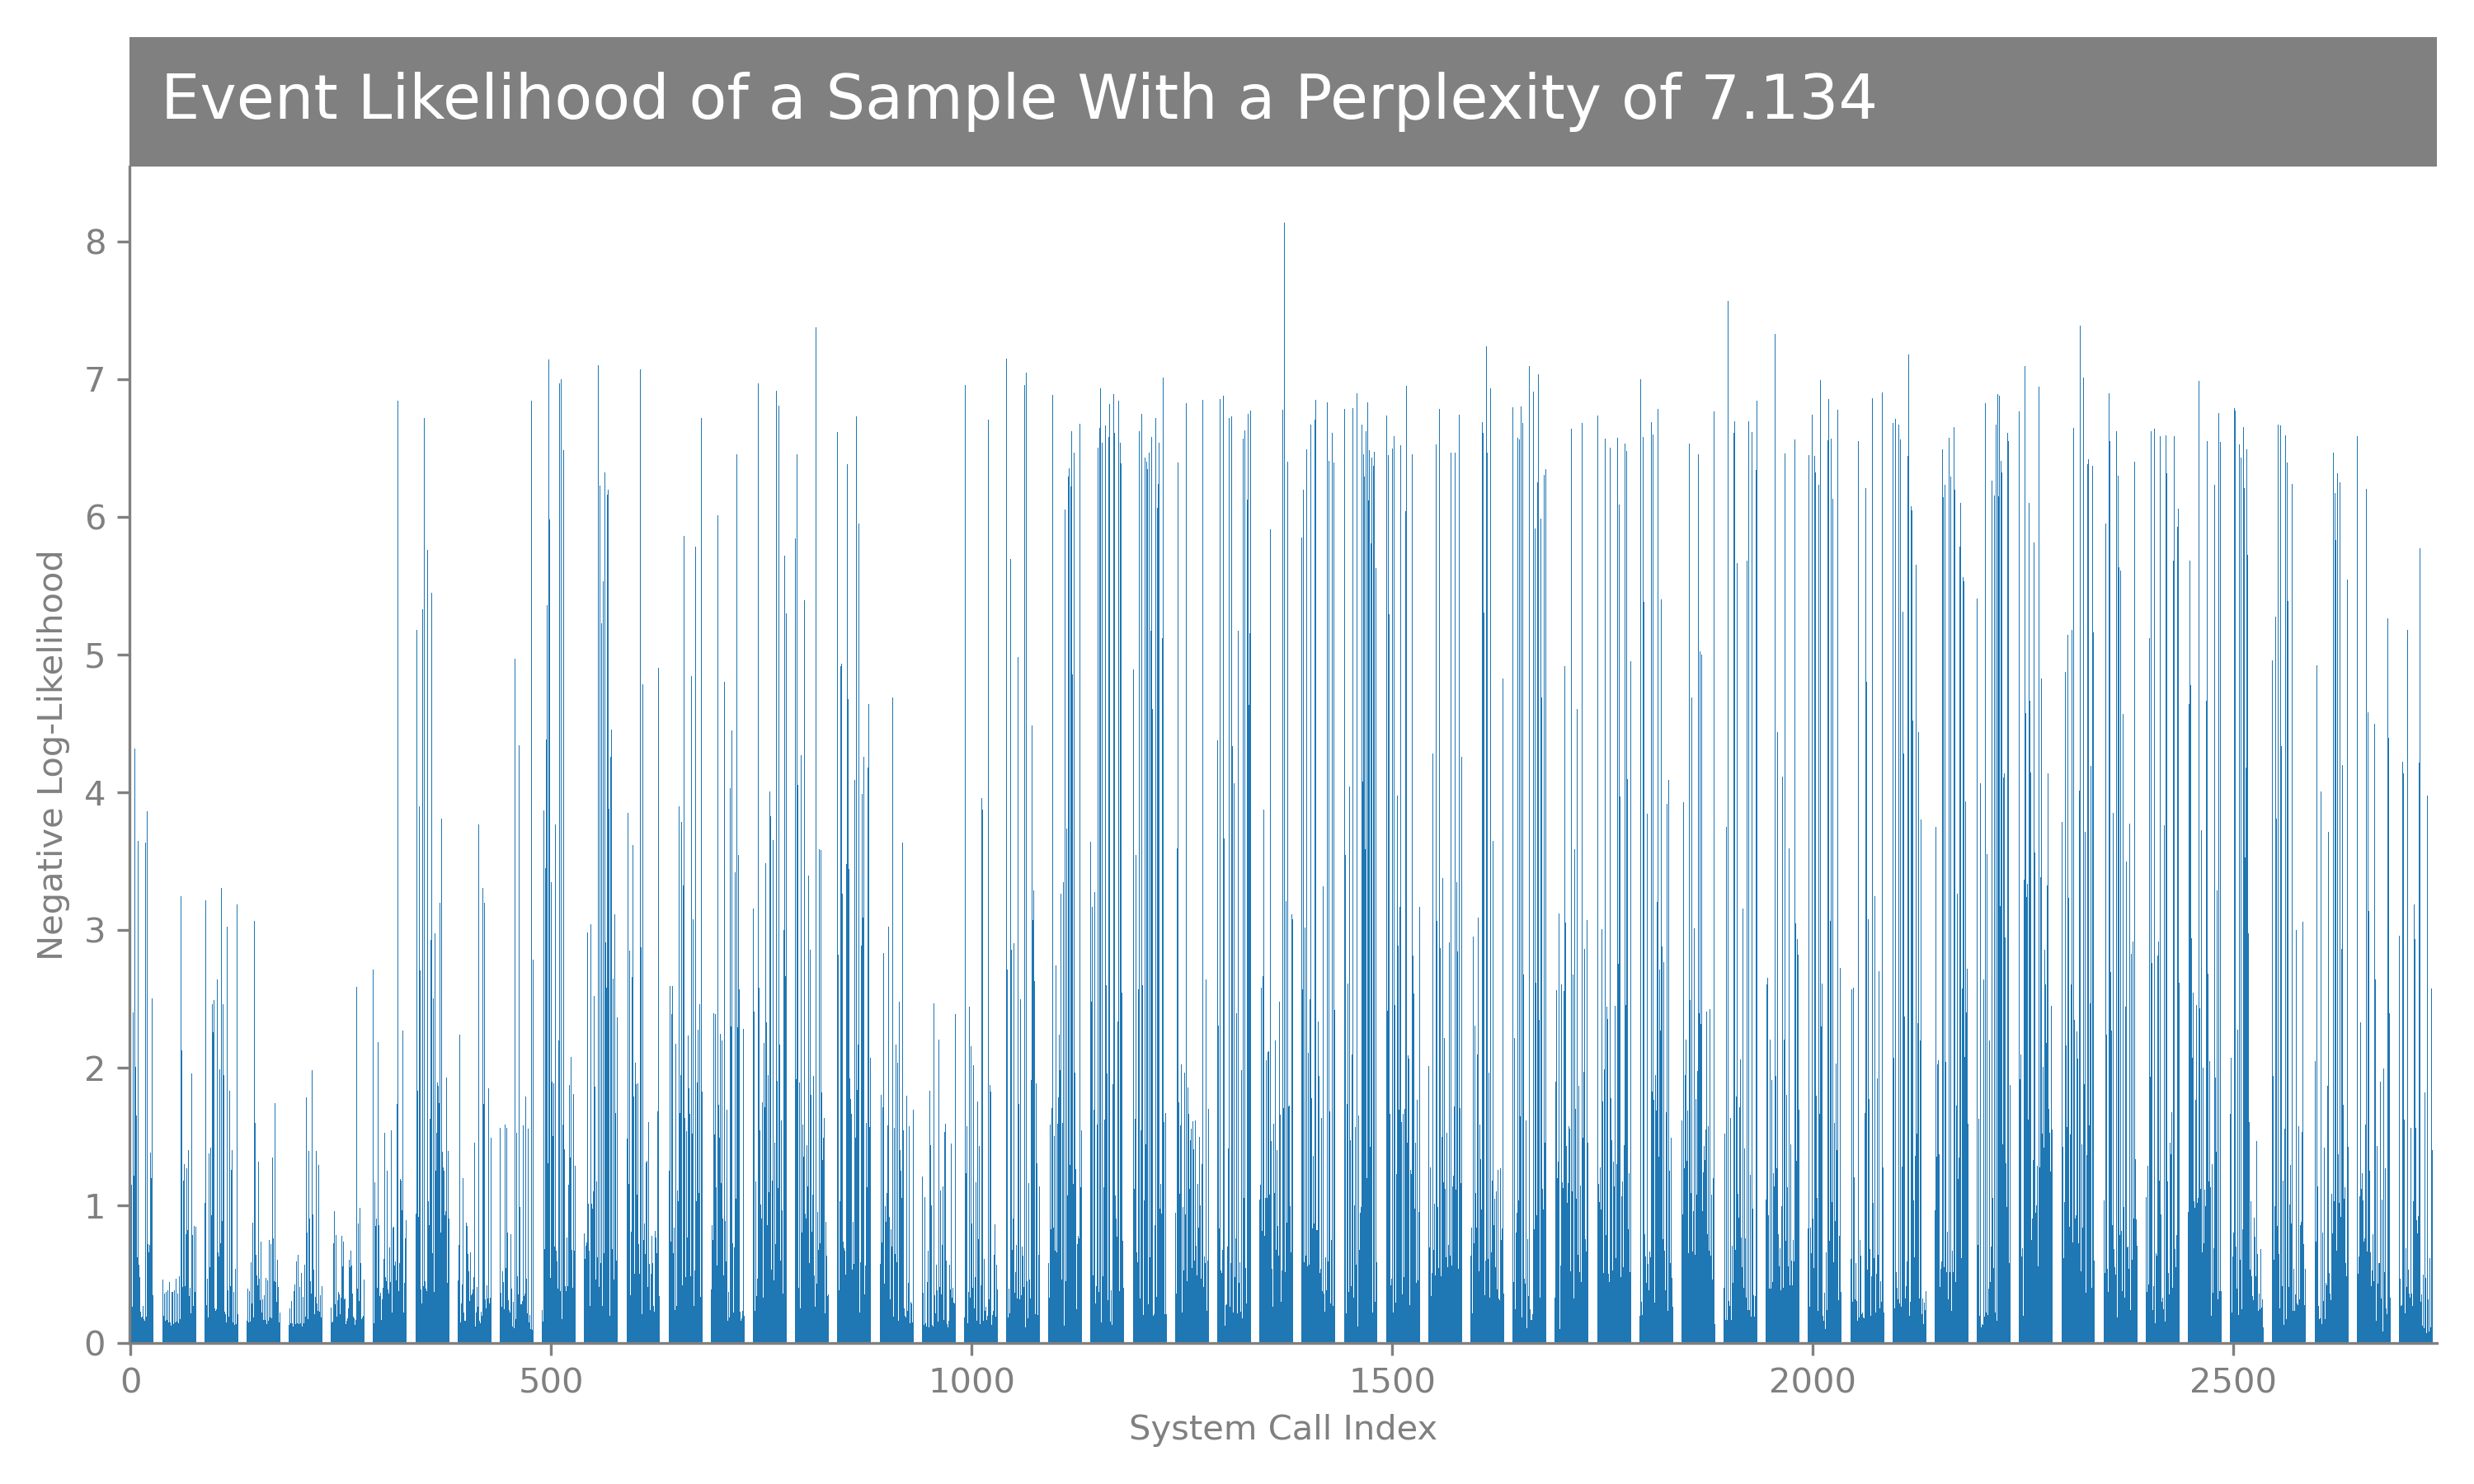 Event Likelihood of a Sample With a Perplexity of 7.134
8
7
6
5
4
3
2
1
0
Negative Log-Likelihood
0 500 1000 1500 2000 2500
System Call Index